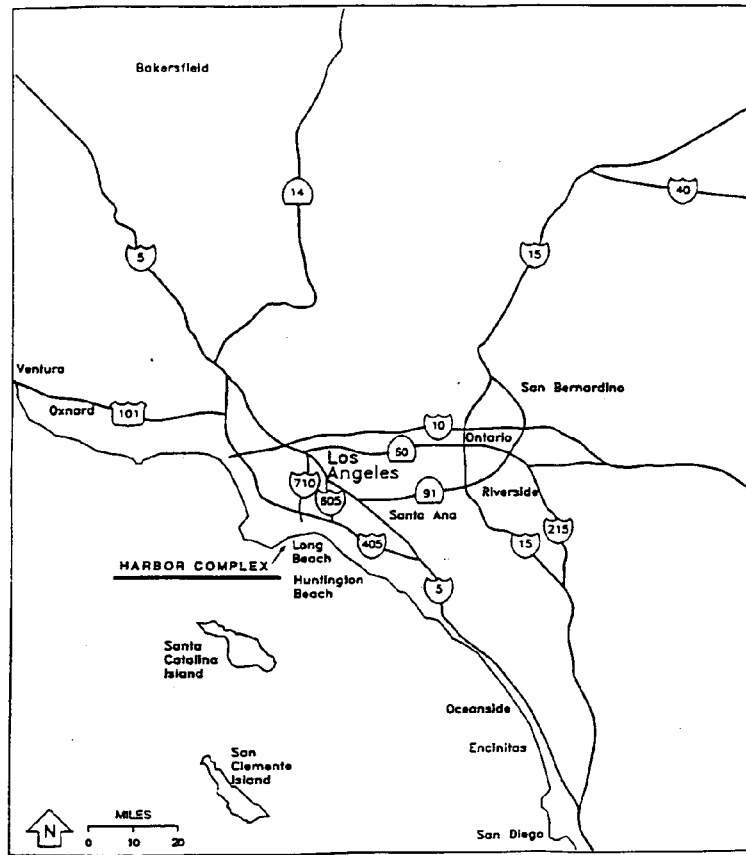 Bakersfield
14
40
5
15
Ventura
San Bernardino
Oxnard
101
10
Ontario
Los
Angeles
50
710
605
91
Riverside
Santa Ana
215
15
405
Long
Beach
HARBOR COMPLEX
Huntington
Beach
5
Santa
Catalina
Island
Oceanside
Encinitas
San
Clemente
Island
N
MILES
0 10 20
San Diego